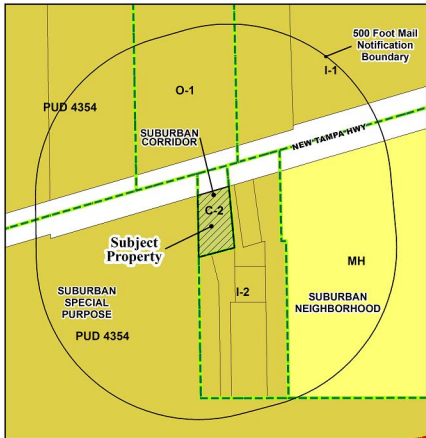 500 Foot Mail
Notification
Boundary
I-1
O-1
PUD 4354
SUBURBAN
CORRIDOR
NEW TAMPA HWY
C-2
Subject
Property
MH
SUBURBAN
SPECIAL
PURPOSE
I-2
SUBURBAN
NEIGHBORHOOD
PUD 4354